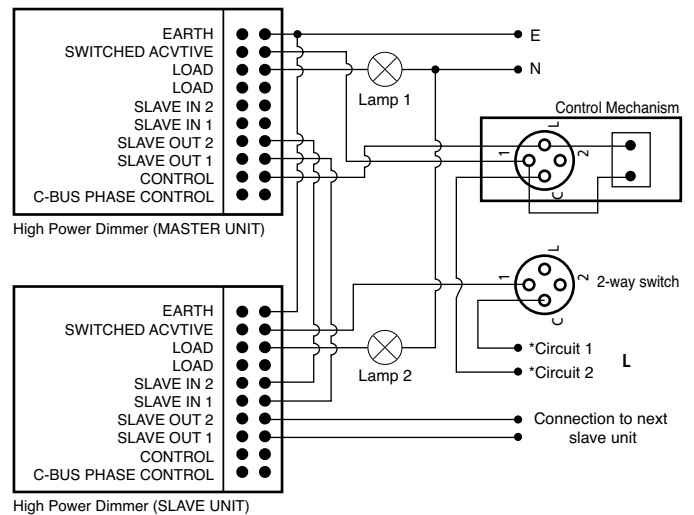 EARTH
SWITCHED ACVTIVE
LOAD
LOAD
SLAVE IN 2
SLAVE IN 1
SLAVE OUT 2
SLAVE OUT 1
CONTROL
C-BUS PHASE CONTROL
High Power Dimmer (MASTER UNIT)
E
N
Lamp 1
Control Mechanism
L
1
2
C
EARTH
SWITCHED ACVTIVE
LOAD
LOAD
SLAVE IN 2
SLAVE IN 1
SLAVE OUT 2
SLAVE OUT 1
CONTROL
C-BUS PHASE CONTROL
High Power Dimmer (SLAVE UNIT)
Lamp 2
L
1
2
C
2-way switch
*Circuit 1
*Circuit 2
L
Connection to next
slave unit